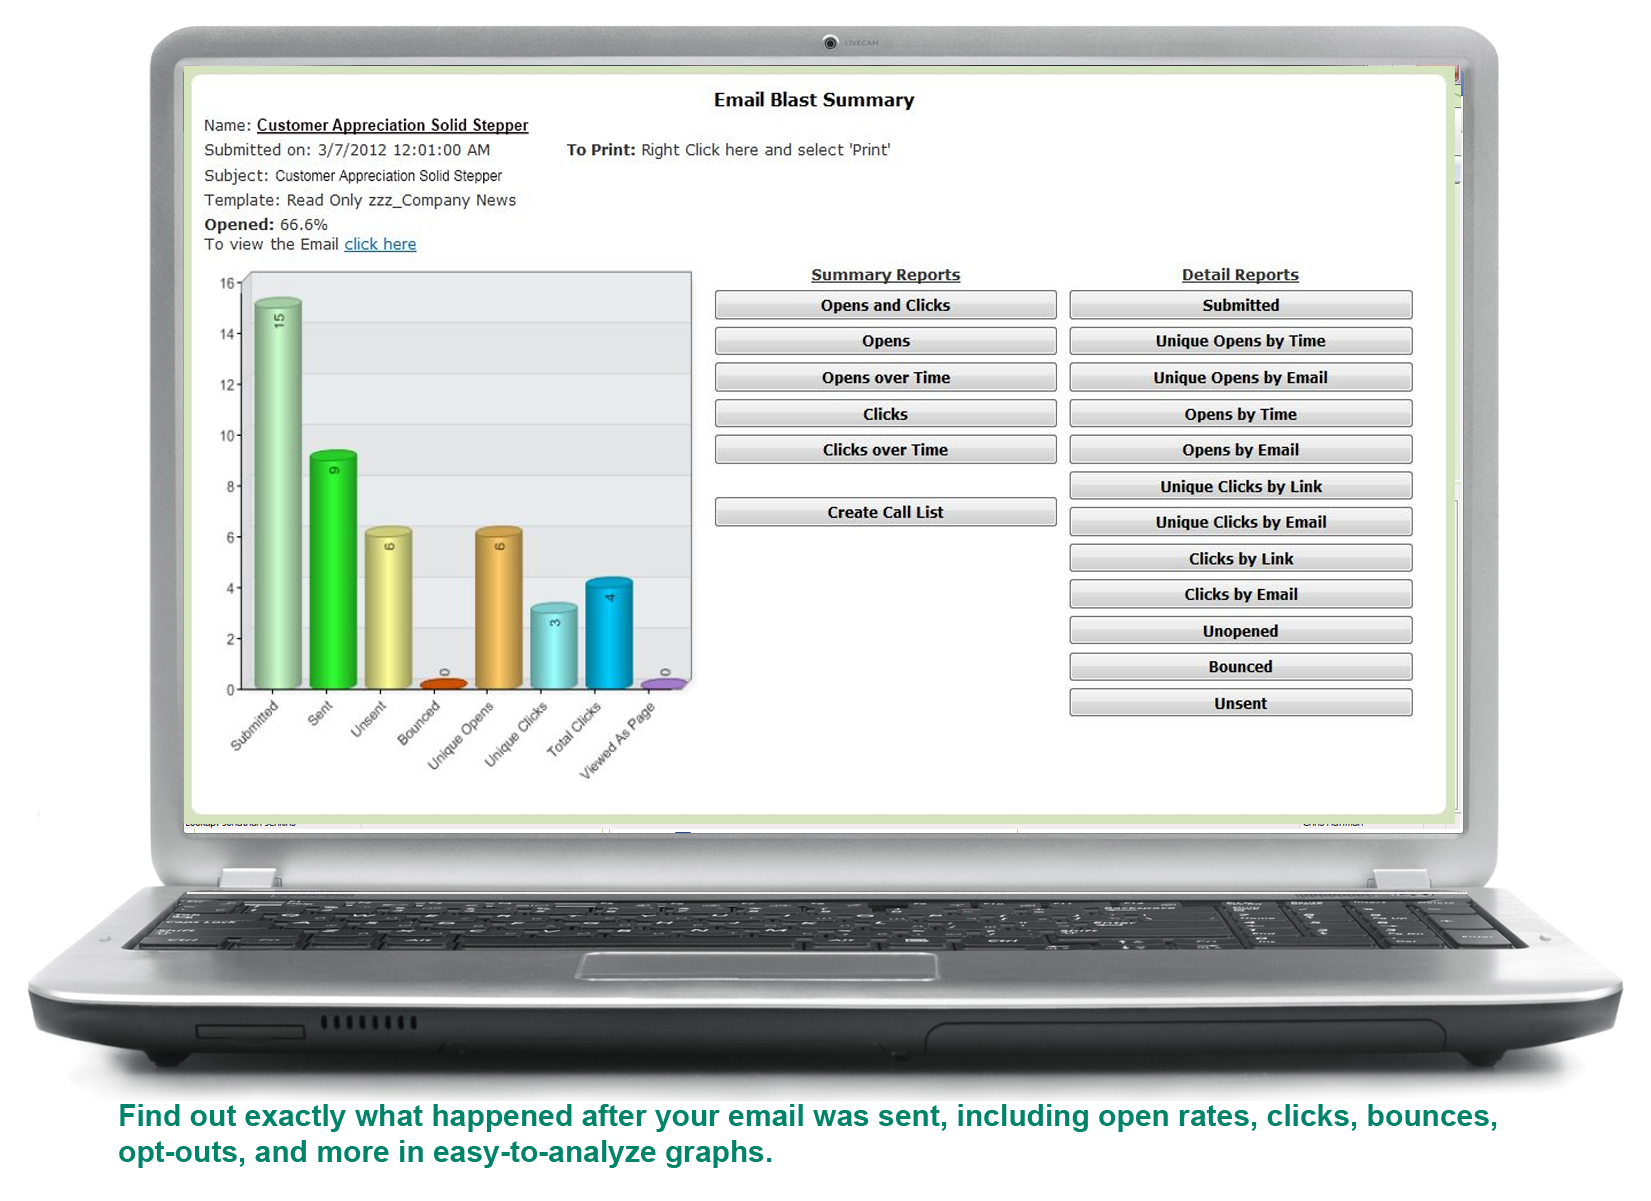 LIVECAM
Email Blast Summary
Name: Customer Appreciation Solid Stepper
Submitted on: 3/7/2012 12:01:00 AM
To Print: Right Click here and select 'Print'
Subject: Customer Appreciation Solid Stepper
Template: Read Only zzz_Company News
Opened: 66.6%
To view the Email click here
16
14
12
10
8
6
4
2
0
15
9
6
0
6
3
4
0
Submitted
Sent
Unsent
Bounced
Unique Opens
Unique Clicks
Total Clicks
Viewed As Page
Summary Reports
Opens and Clicks
Opens
Opens over Time
Clicks
Clicks over Time
Create Call List
Detail Reports
Submitted
Unique Opens by Time
Unique Opens by Email
Opens by Time
Opens by Email
Unique Clicks by Link
Unique Clicks by Email
Clicks by Link
Clicks by Email
Unopened
Bounced
Unsent
Find out exactly what happened after your email was sent, including open rates, clicks, bounces,
opt-outs, and more in easy-to-analyze graphs.